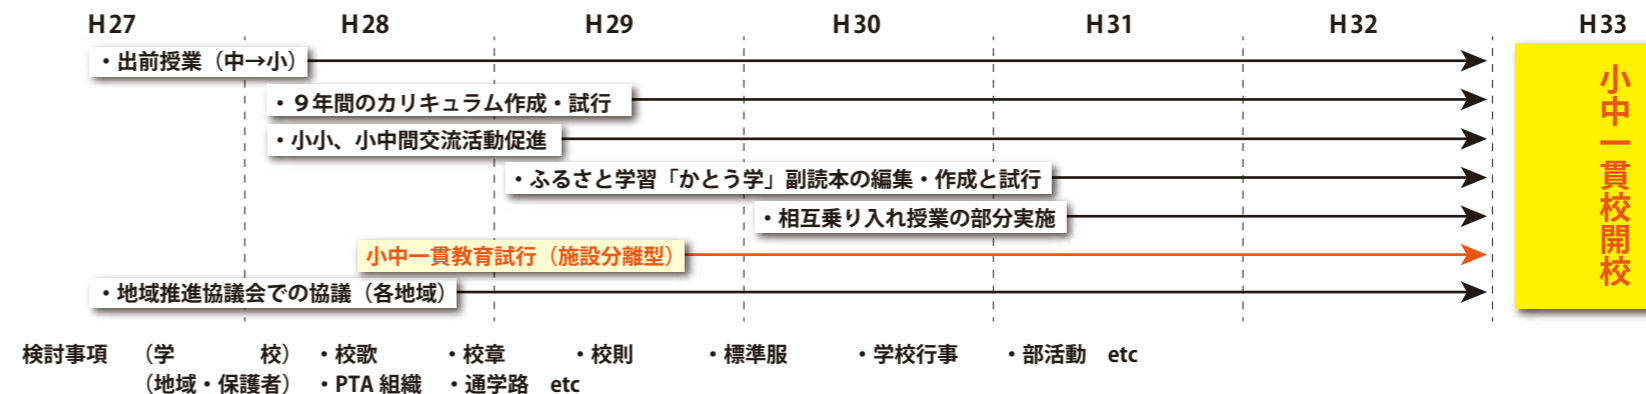 H27 H28 H29 H30 H31 H32 H33
・出前授業（中→小）
・９年間のカリキュラム作成・試行
・小小、小中間交流活動促進
・ふるさと学習「かとう学」副読本の編集・作成と試行
・相互乗り入れ授業の部分実施
小中一貫教育試行（施設分離型）
・地域推進協議会での協議（各地域）
小中一貫校開校
検討事項 （学 校） ・校歌 ・校章 ・校則 ・標準服 ・学校行事 ・部活動 etc
（地域・保護者） ・PTA 組織 ・通学路 etc